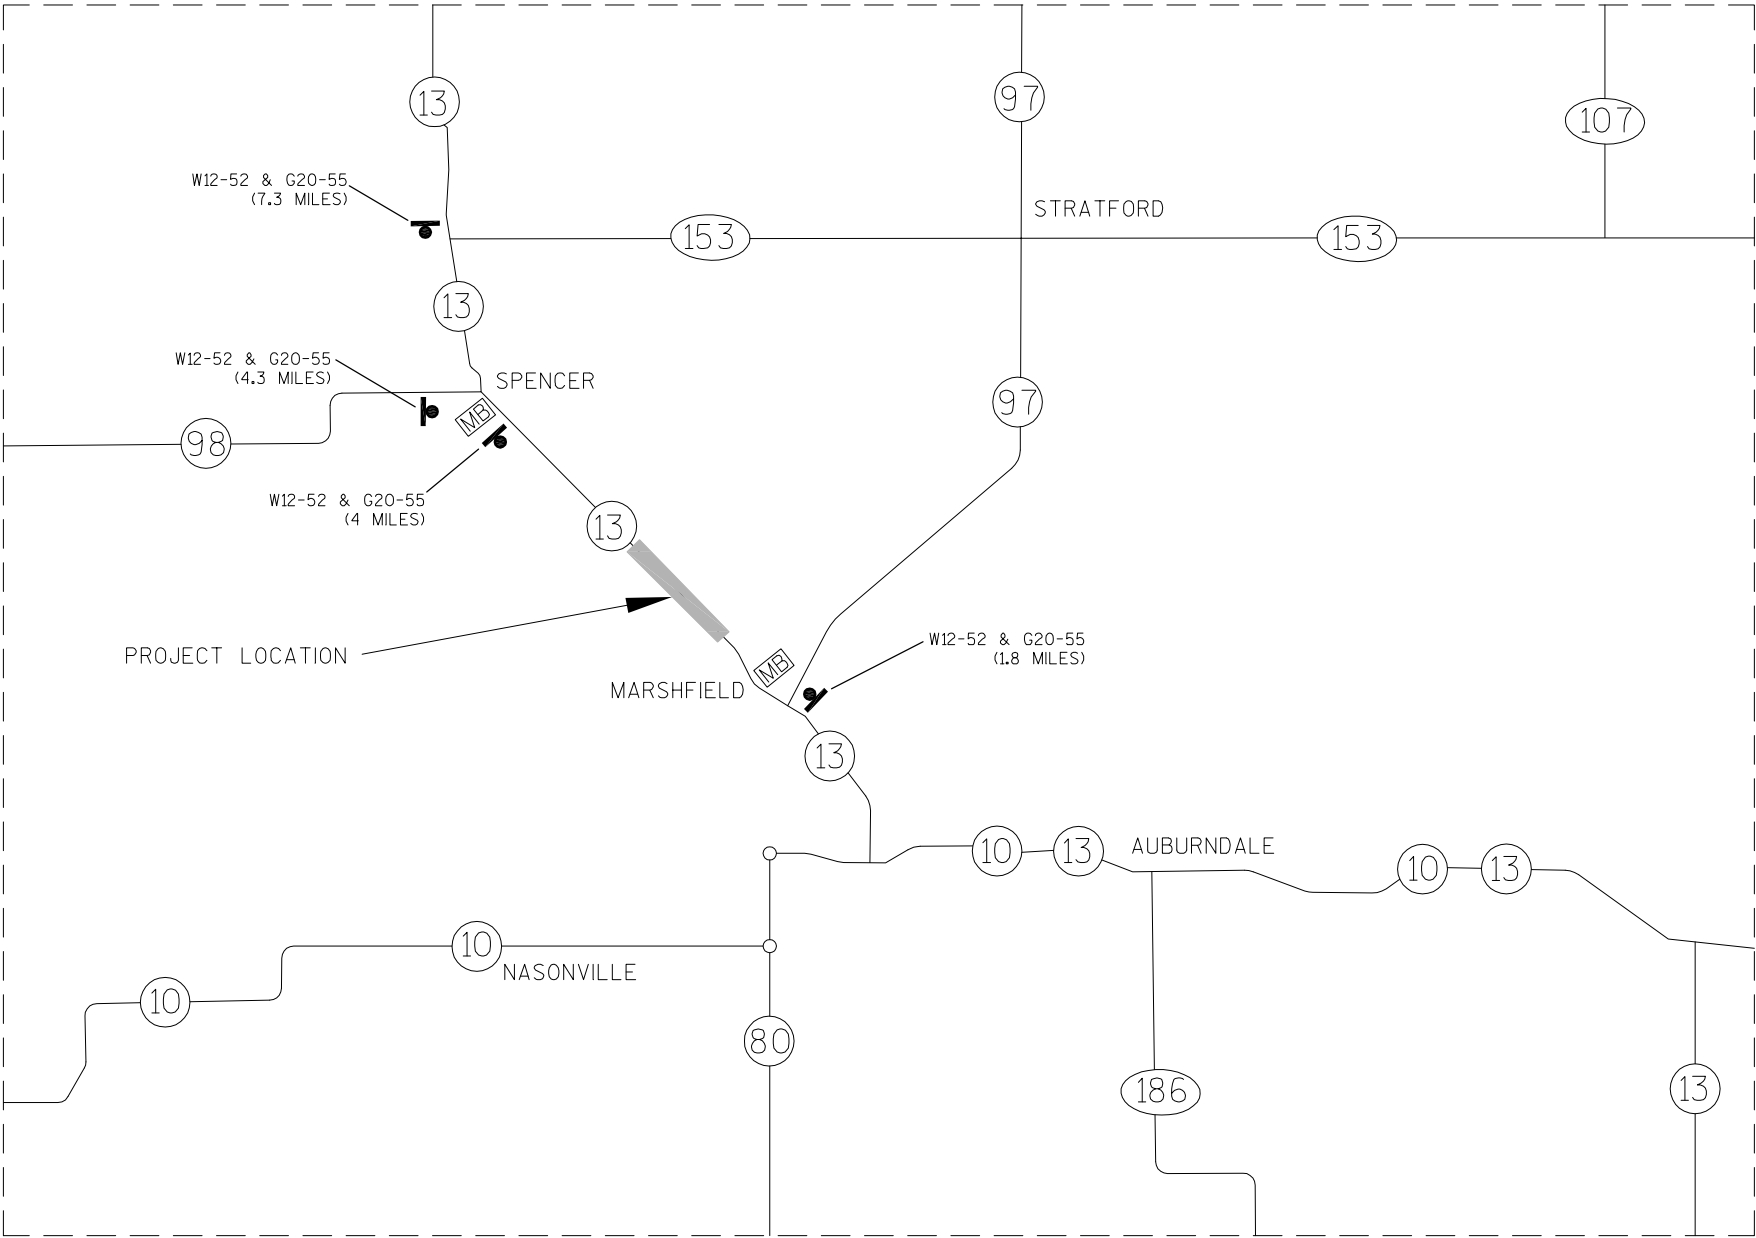 13
97
107
W12-52 & G20-55
(7.3 MILES)
STRATFORD
153
153
13
W12-52 & G20-55
(4.3 MILES)
SPENCER
97
MB
98
W12-52 & G20-55
(4 MILES)
13
PROJECT LOCATION
W12-52 & G20-55
(1.8 MILES)
MB
MARSHFIELD
13
10
13
AUBURNDALE
10
13
10
NASONVILLE
10
80
186
13